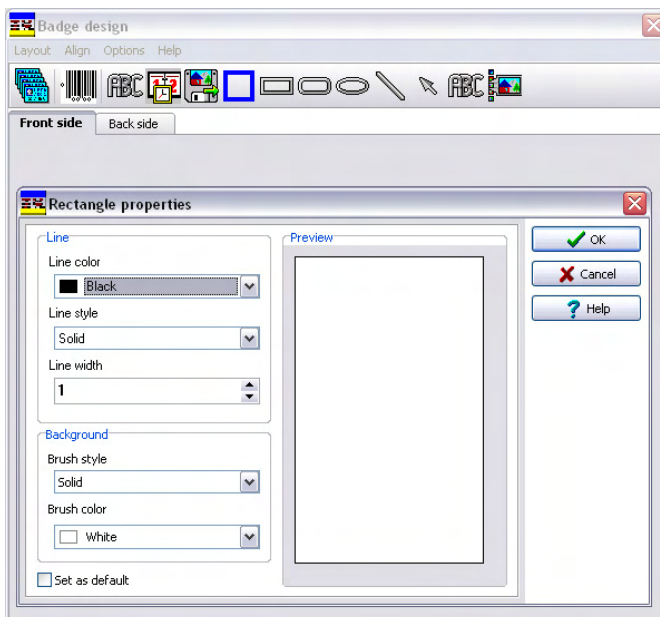 Badge design
Layout Align Options Help
ABC 12 ABC
Front side Back side
Rectangle properties
Line
Line color
Black
Line style
Solid
Line width
1
Background
Brush style
Solid
Brush color
White
Set as default
Preview
OK
Cancel
? Help